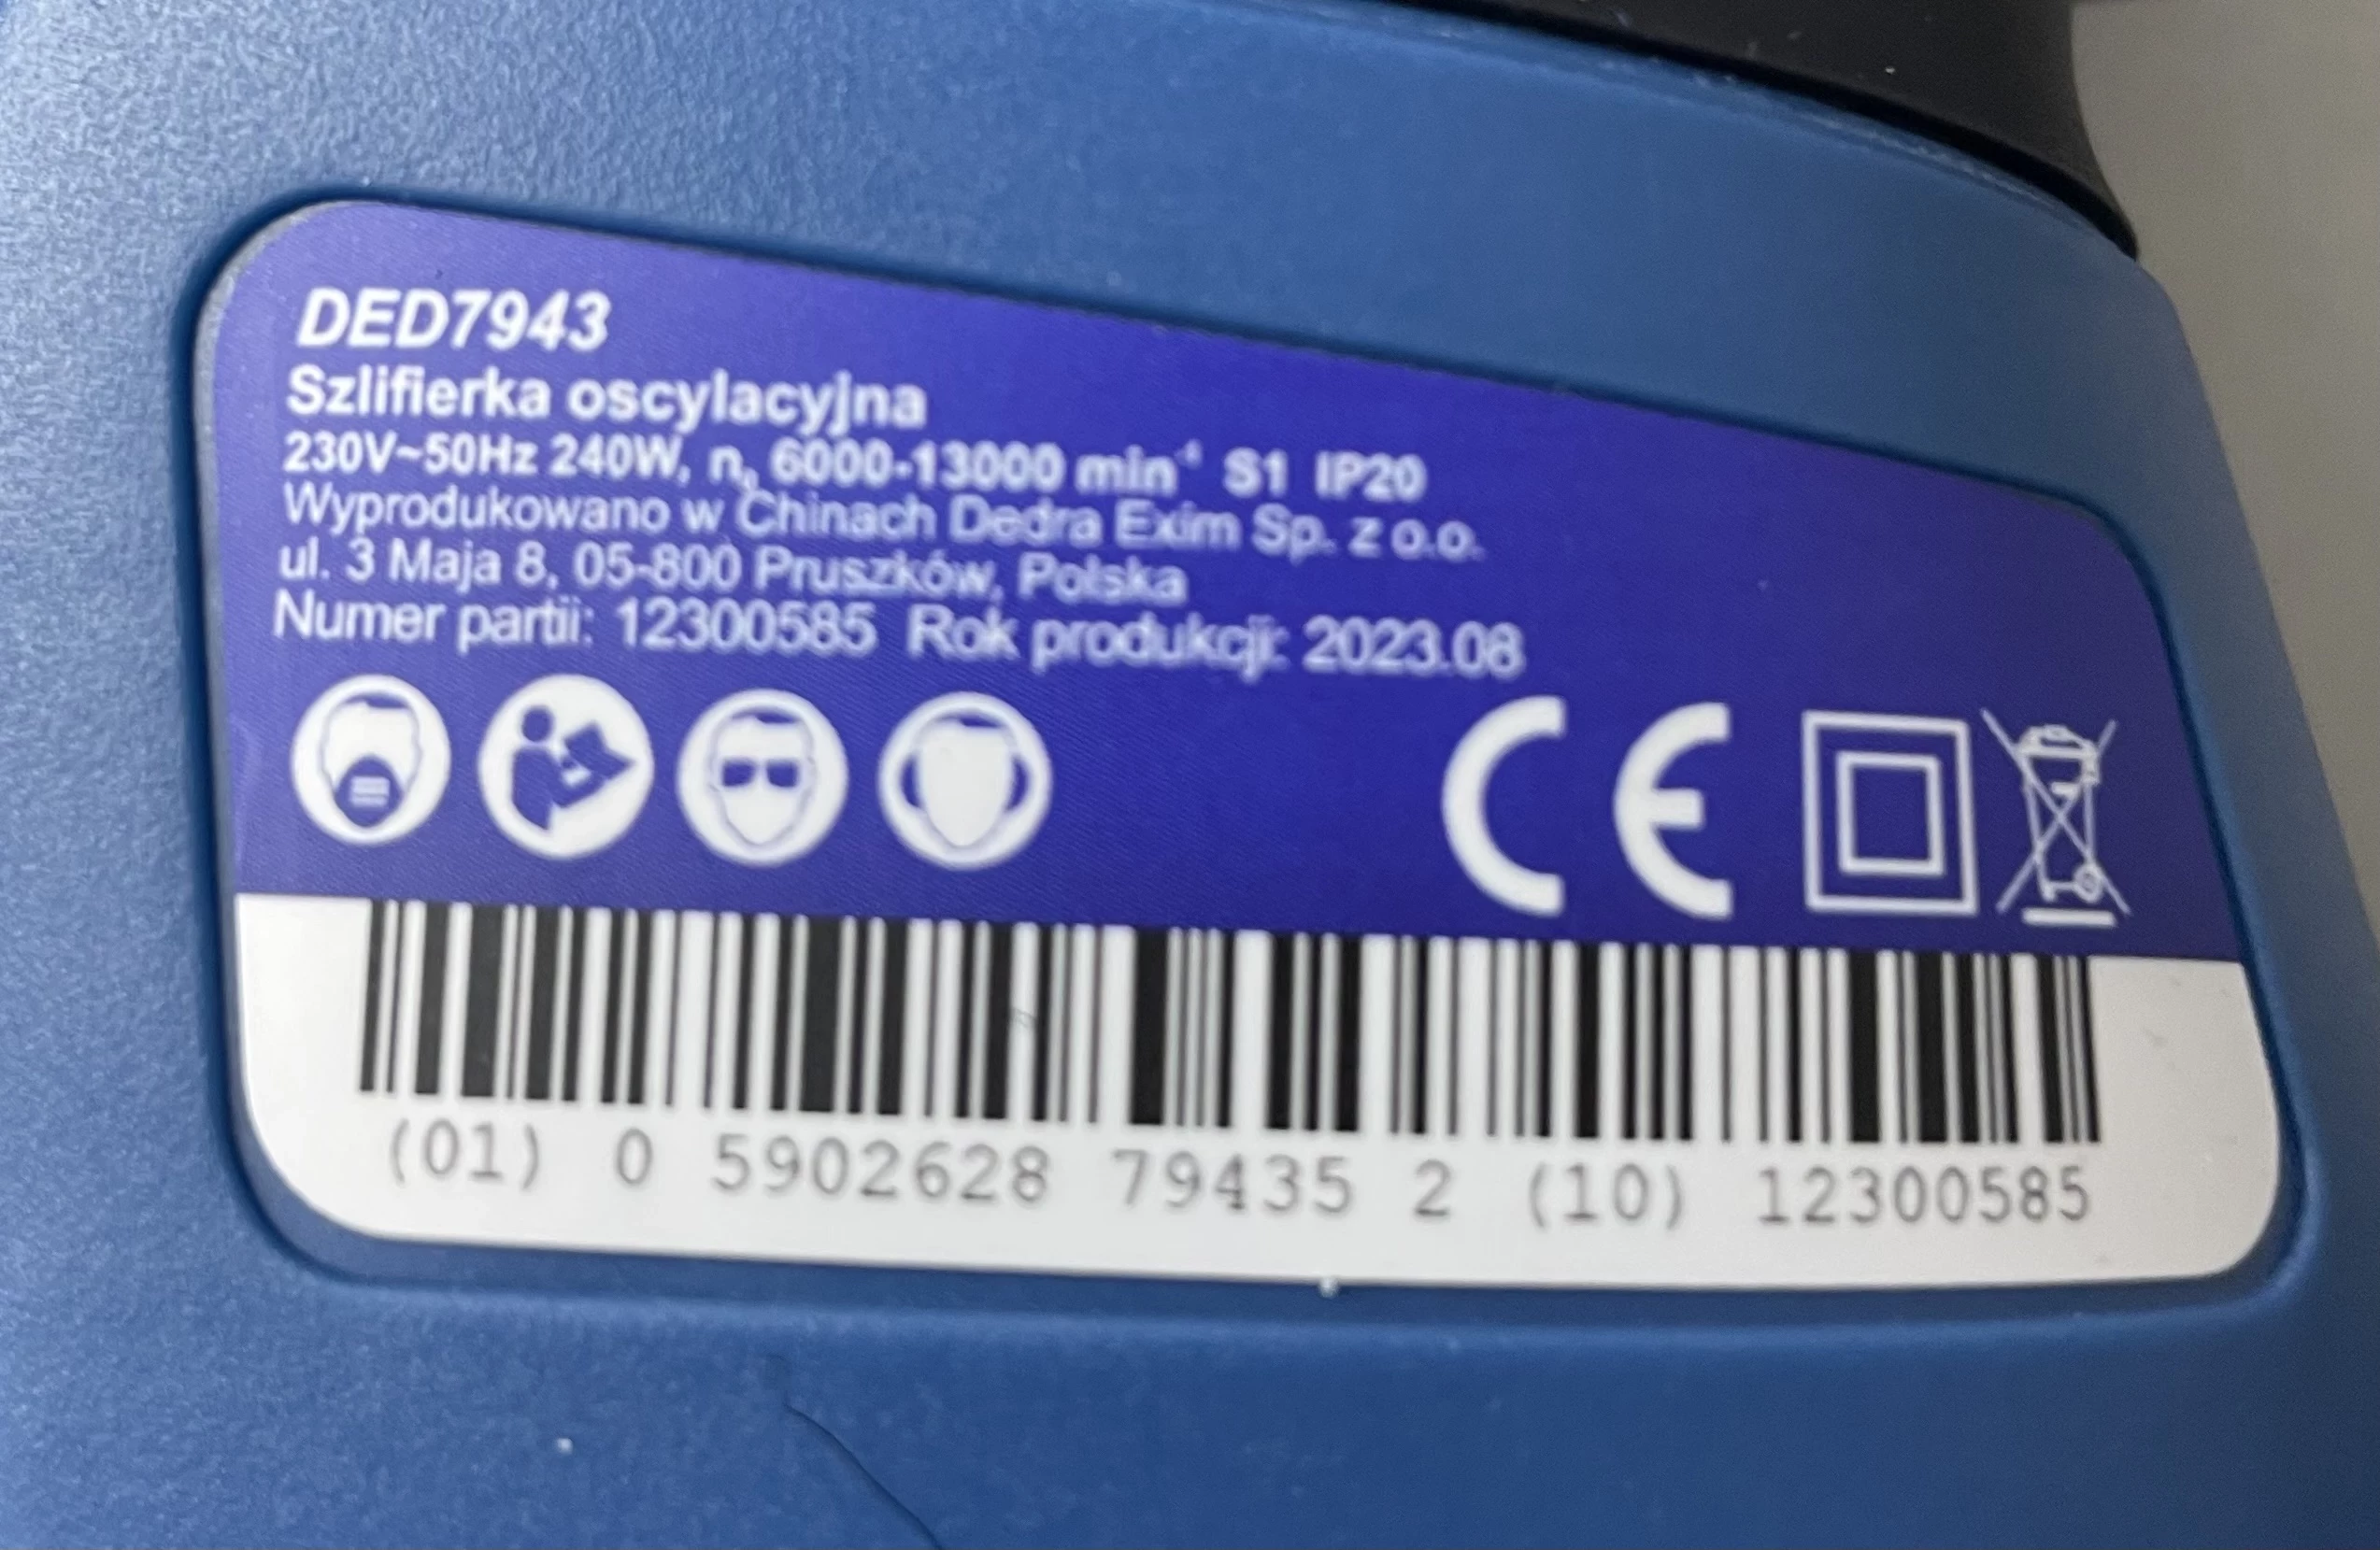 DED7943
Szlifierka oscylacyjna
230V~50Hz 240W, n₀ 6000-13000 min⁻¹ S1 IP20
Wyprodukowano w Chinach Dedra Exim Sp. z o.o.
ul. 3 Maja 8, 05-800 Pruszków, Polska
Numer partii: 12300585 Rok produkcji: 2023.08
CE
(01) 0 5902628 79435 2 (10) 12300585